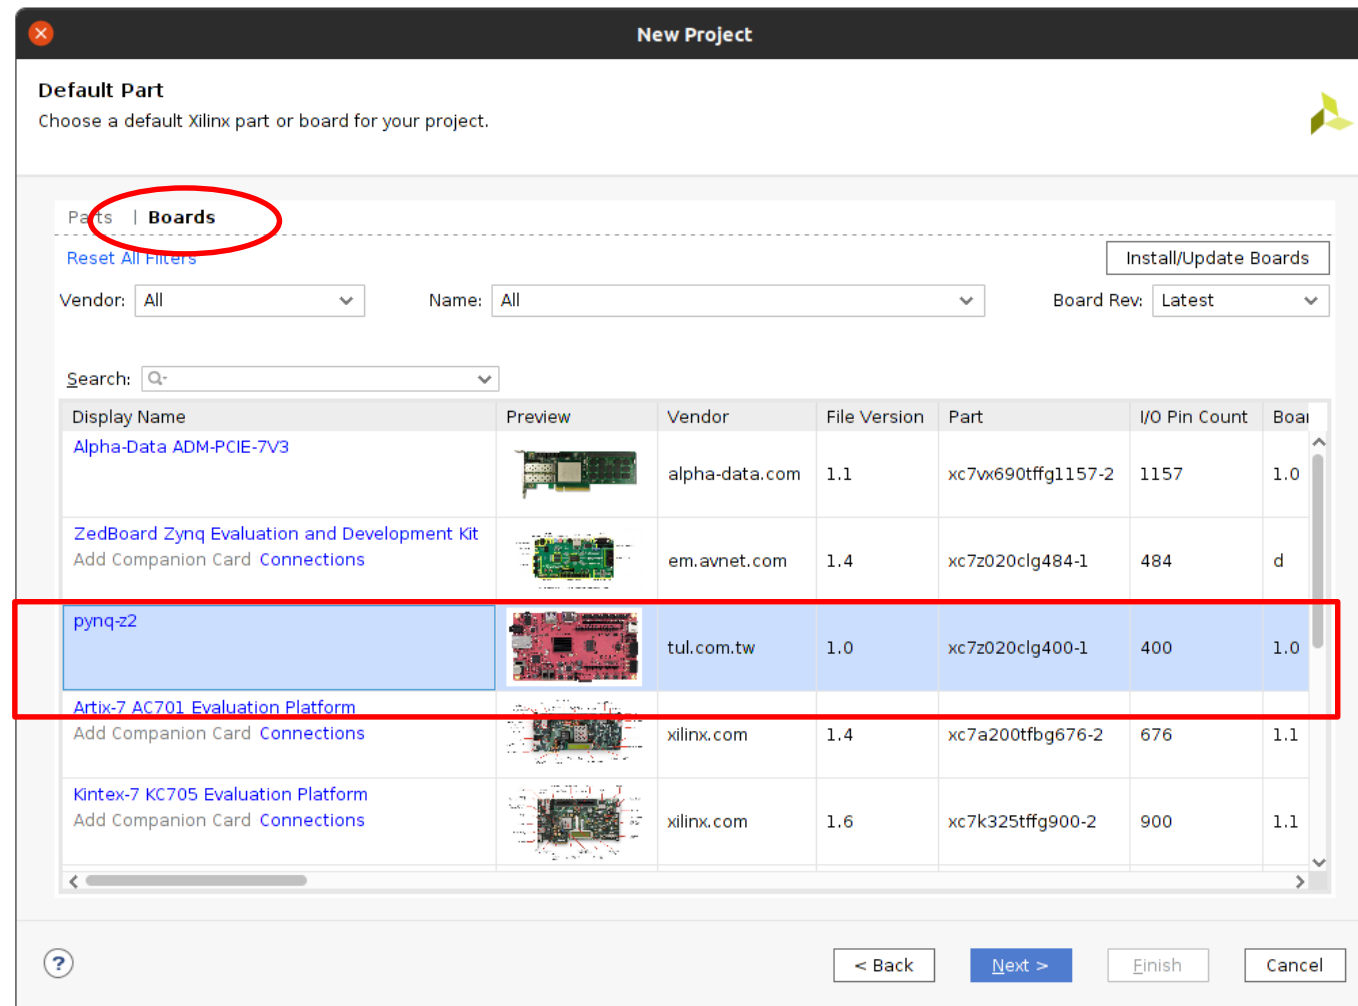 New Project
Default Part
Choose a default Xilinx part or board for your project.
Parts | Boards
Reset All Filters
Install/Update Boards
Vendor: All Name: All Board Rev: Latest
Search:
Display Name Preview Vendor File Version Part I/O Pin Count Boar
Alpha-Data ADM-PCIE-7V3
alpha-data.com 1.1 xc7vx690tffg1157-2 1157 1.0
ZedBoard Zynq Evaluation and Development Kit
Add Companion Card Connections
em.avnet.com 1.4 xc7z020clg484-1 484 d
pynq-z2
tul.com.tw 1.0 xc7z020clg400-1 400 1.0
Artix-7 AC701 Evaluation Platform
Add Companion Card Connections
xilinx.com 1.4 xc7a200tfbg676-2 676 1.1
Kintex-7 KC705 Evaluation Platform
Add Companion Card Connections
xilinx.com 1.6 xc7k325tffg900-2 900 1.1
? < Back Next > Finish Cancel